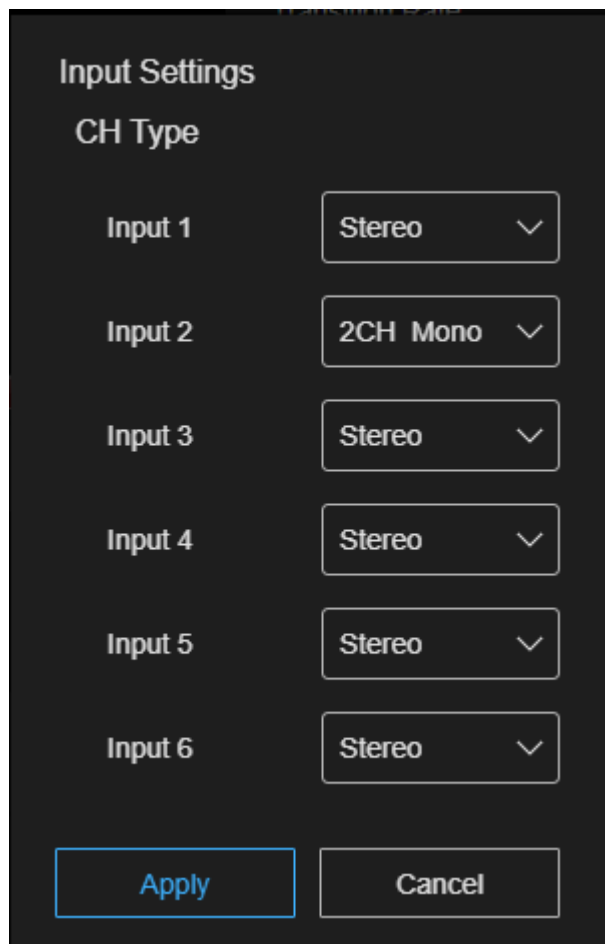 Input Settings
CH Type
Input 1 Stereo
Input 2 2CH Mono
Input 3 Stereo
Input 4 Stereo
Input 5 Stereo
Input 6 Stereo
Apply Cancel